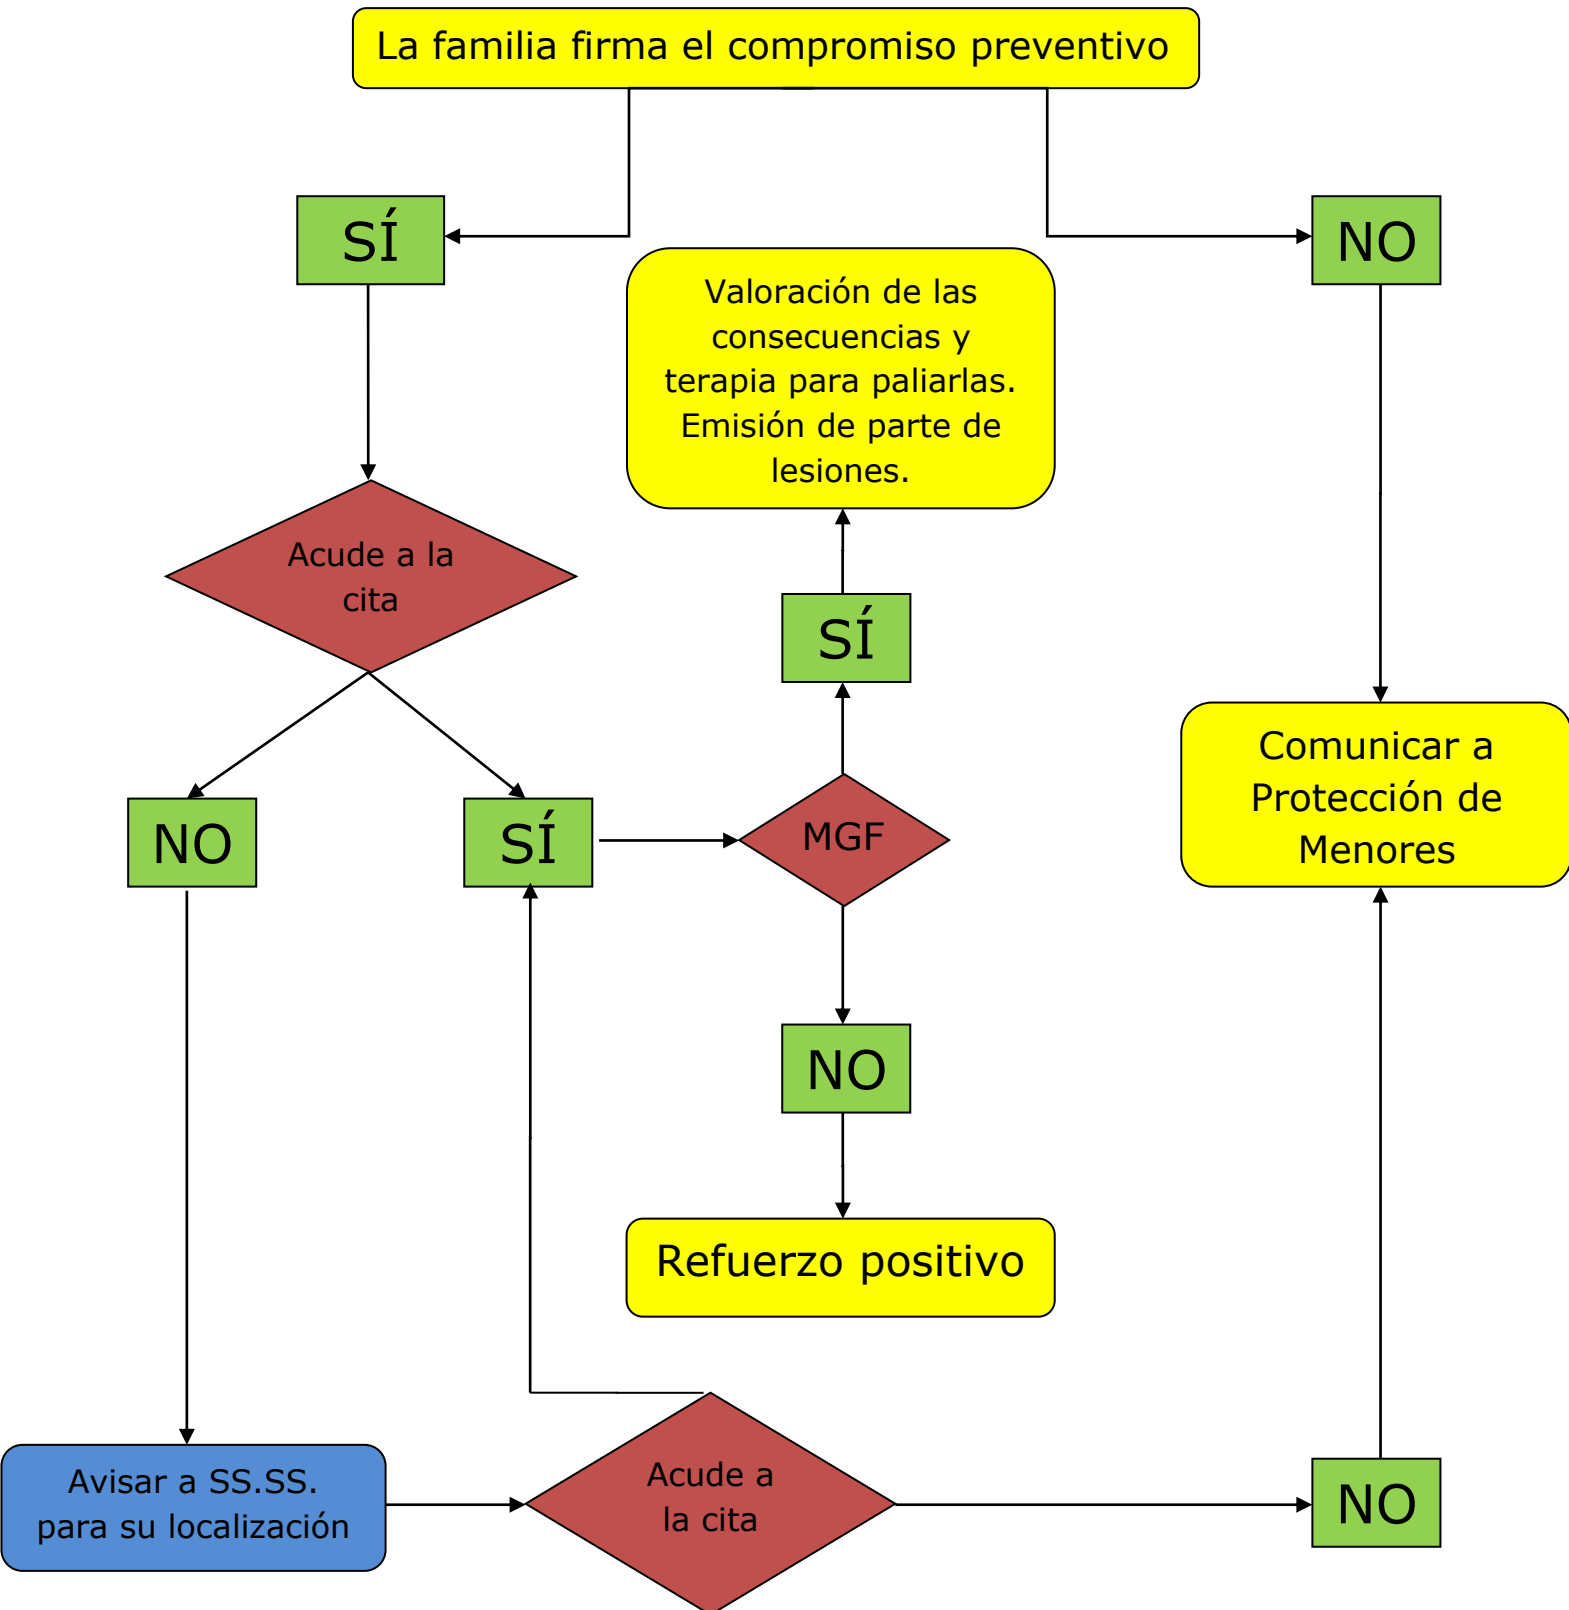 La familia firma el compromiso preventivo
SÍ
NO
Valoración de las
consecuencias y
terapia para paliarlas.
Emisión de parte de
lesiones.
Acude a la
cita
SÍ
Comunicar a
Protección de
Menores
NO
SÍ
MGF
NO
Refuerzo positivo
Avisar a SS.SS.
para su localización
Acude a
la cita
NO